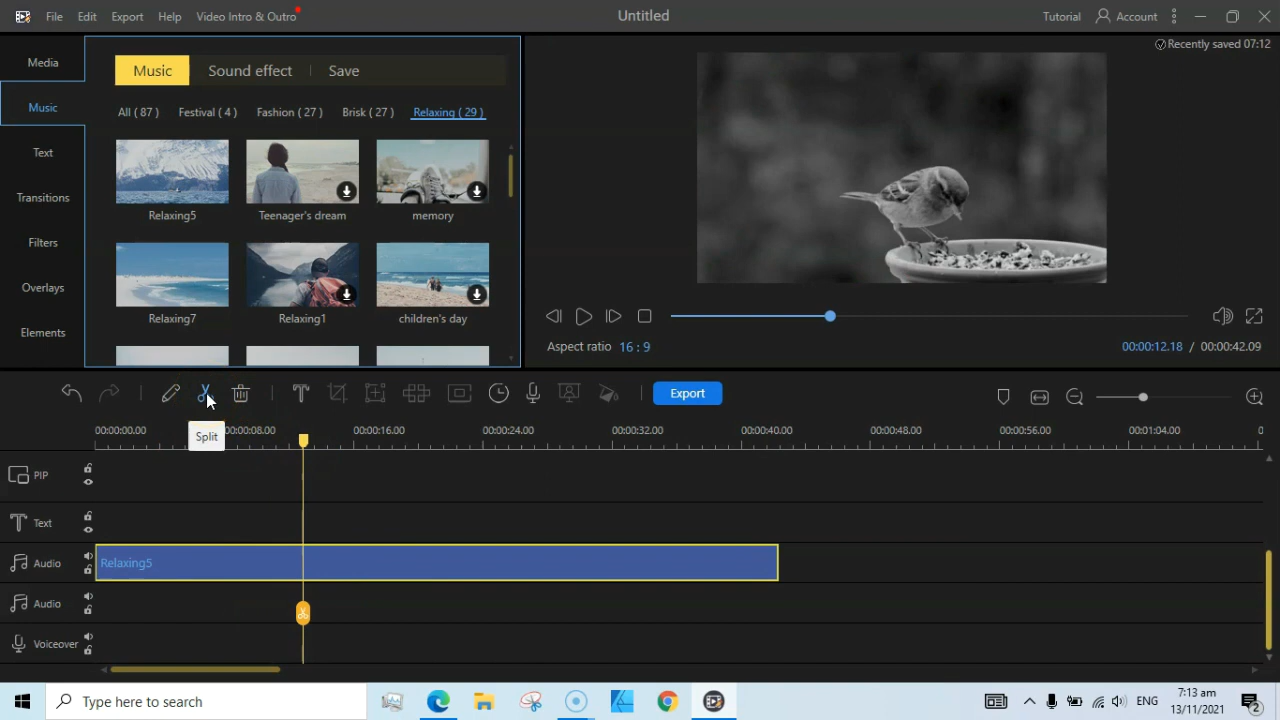 File Edit Export Help Video Intro & Outro Untitled Tutorial Account
Recently saved 07:12
Media
Music Sound effect Save
Music
All ( 87 ) Festival ( 4 ) Fashion ( 27 ) Brisk ( 27 ) Relaxing ( 29 )
Text
Transitions
Relaxing5 Teenager's dream memory
Filters
Overlays
Elements
Relaxing7 Relaxing1 children's day
Aspect ratio 16 : 9 00:00:12.18 / 00:00:42.09
Export
00:00:00.00 00:00:08.00 00:00:16.00 00:00:24.00 00:00:32.00 00:00:40.00 00:00:48.00 00:00:56.00 00:01:04.00 0
Split
PIP
Text
Audio Relaxing5
Audio
Voiceover
Type here to search ENG 7:13 am
13/11/2021
2